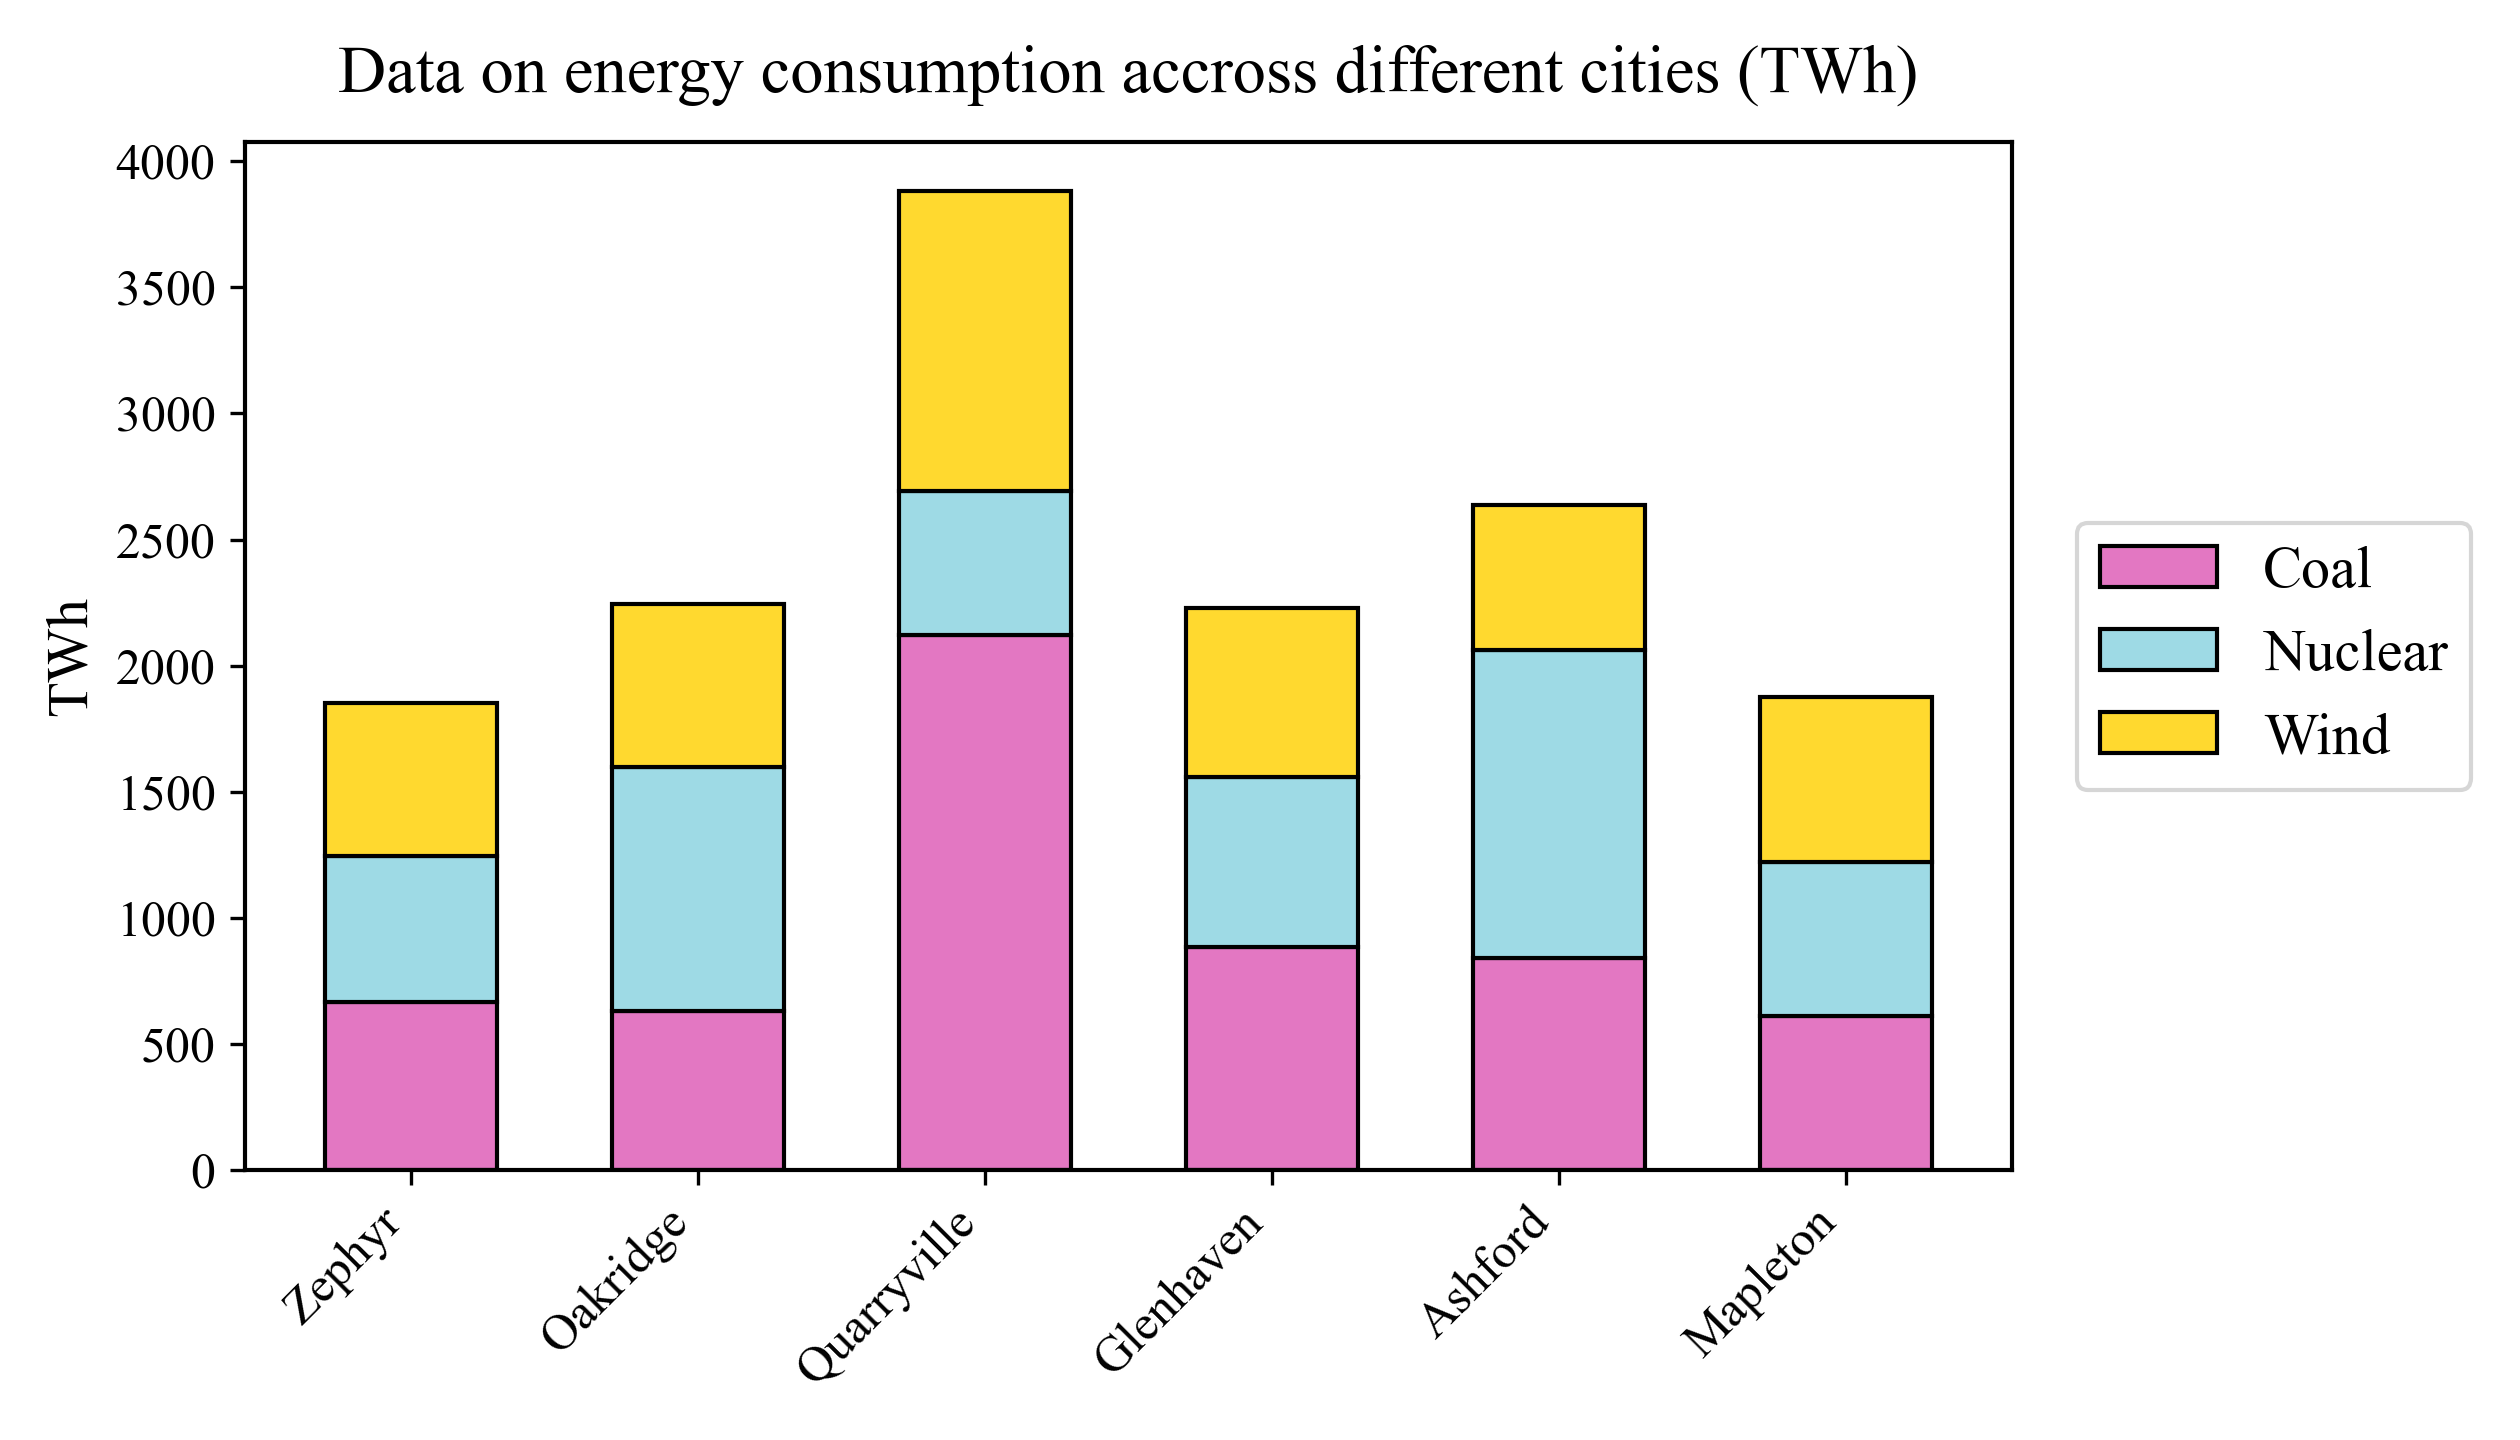 Data on energy consumption across different cities (TWh)
4000
3500
3000
2500
2000
1500
1000
500
0
TWh
Coal
Nuclear
Wind
Zephyr
Oakridge
Quarryville
Glenhaven
Ashford
Mapleton